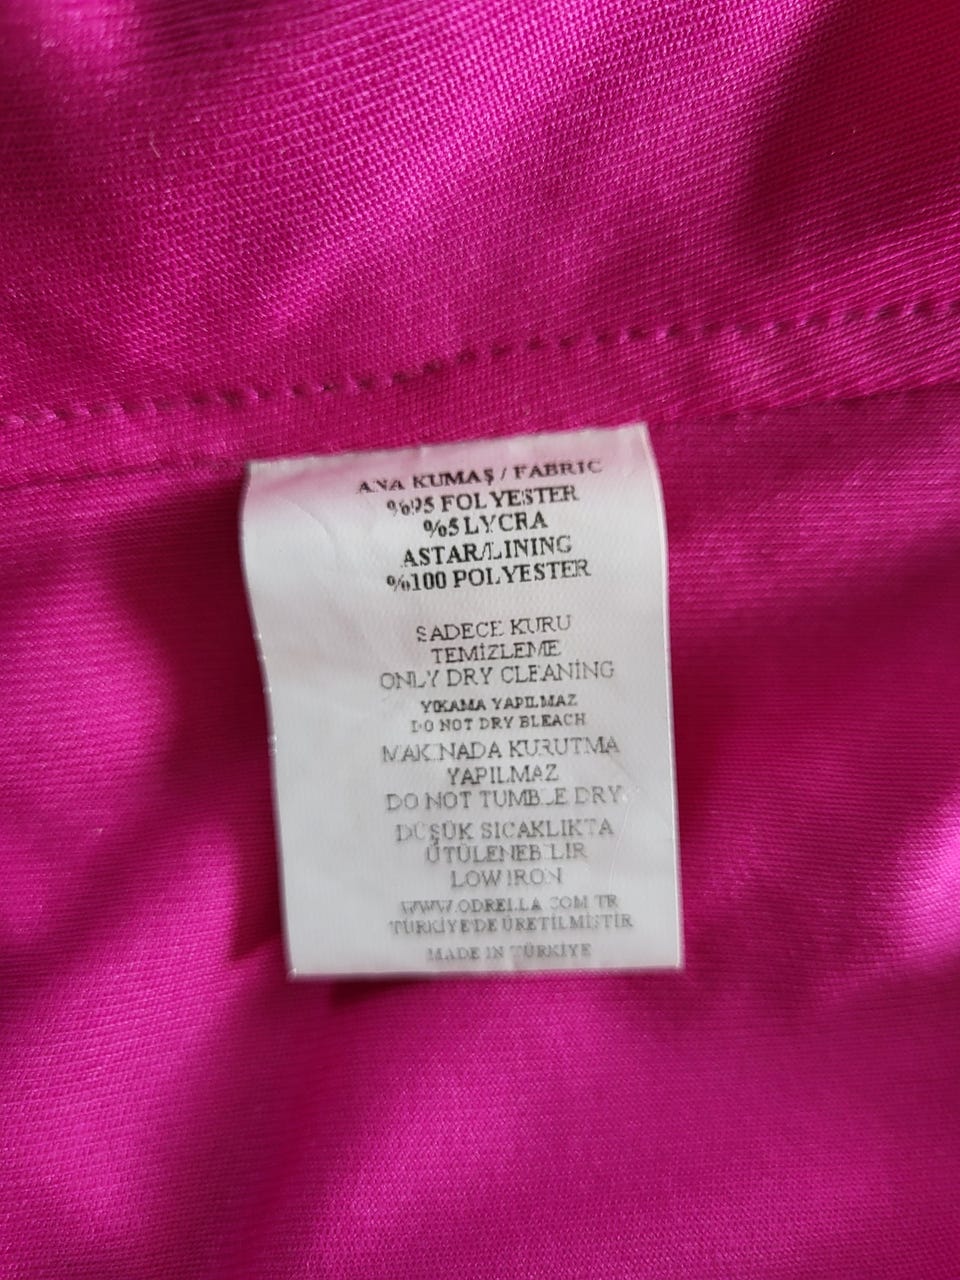 ANA KUMAŞ / FABRIC
%95 POLYESTER
%5 LYCRA
ASTAR/LINING
%100 POLYESTER
SADECE KURU
TEMİZLEME
ONLY DRY CLEANING
YIKAMA YAPILMAZ
DO NOT DRY BLEACH
MAKİNADA KURUTMA
YAPILMAZ
DO NOT TUMBLE DRY
DÜŞÜK SICAKLIKTA
ÜTÜLENEBİLİR
LOW IRON
WWW.ODRELLA.COM.TR
TÜRKİYE'DE ÜRETİLMİŞTİR
MADE IN TÜRKİYE